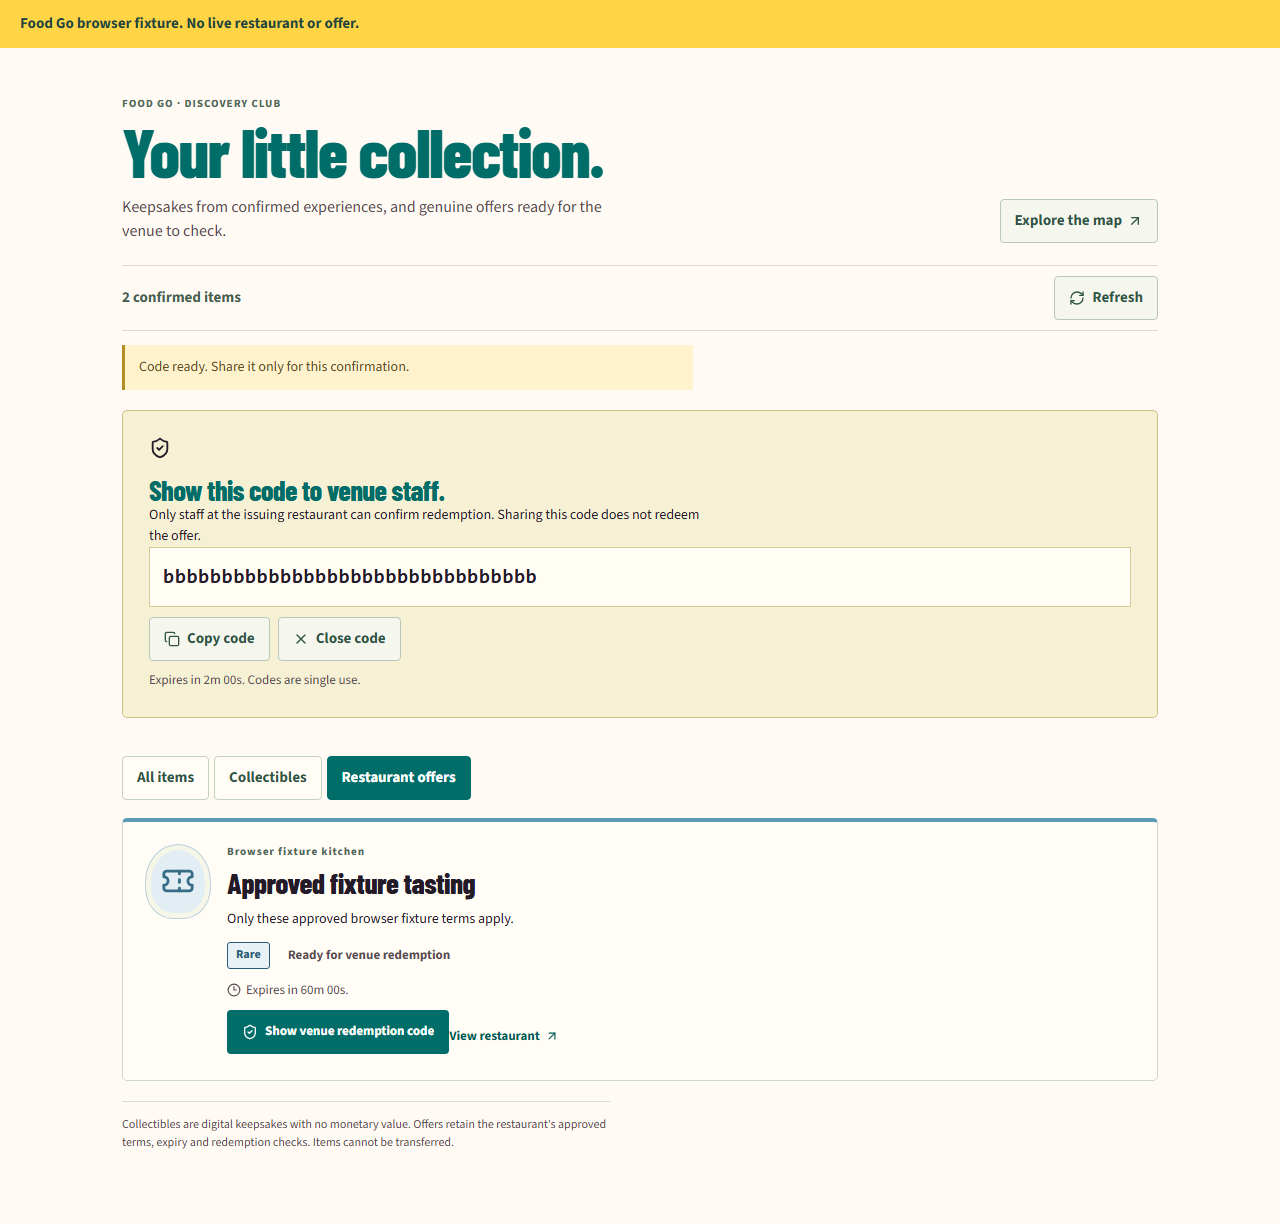 Food Go browser fixture. No live restaurant or offer.
FOOD GO · DISCOVERY CLUB
Your little collection.
Keepsakes from confirmed experiences, and genuine offers ready for the
venue to check.
Explore the map
2 confirmed items
Refresh
Code ready. Share it only for this confirmation.
Show this code to venue staff.
Only staff at the issuing restaurant can confirm redemption. Sharing this code does not redeem
the offer.
bbbbbbbbbbbbbbbbbbbbbbbbbbbbbbbb
Copy code
Close code
Expires in 2m 00s. Codes are single use.
All items
Collectibles
Restaurant offers
Browser fixture kitchen
Approved fixture tasting
Only these approved browser fixture terms apply.
Rare
Ready for venue redemption
Expires in 60m 00s.
Show venue redemption code
View restaurant
Collectibles are digital keepsakes with no monetary value. Offers retain the restaurant's approved
terms, expiry and redemption checks. Items cannot be transferred.